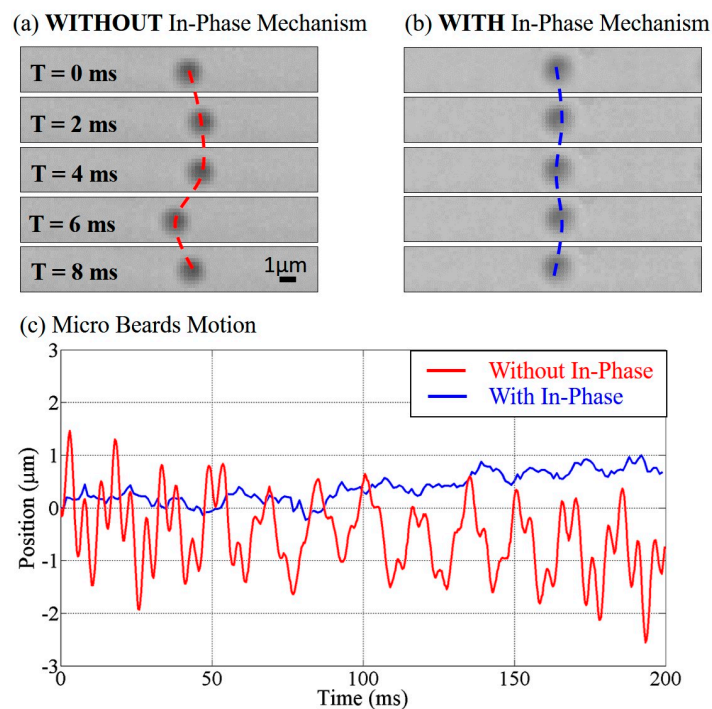 (a) WITHOUT In-Phase Mechanism
(b) WITH In-Phase Mechanism
T = 0 ms
T = 2 ms
T = 4 ms
T = 6 ms
T = 8 ms
1μm
(c) Micro Beards Motion
Without In-Phase
With In-Phase
Position (μm)
3
2
1
0
-1
-2
-3
0
50
100
150
200
Time (ms)